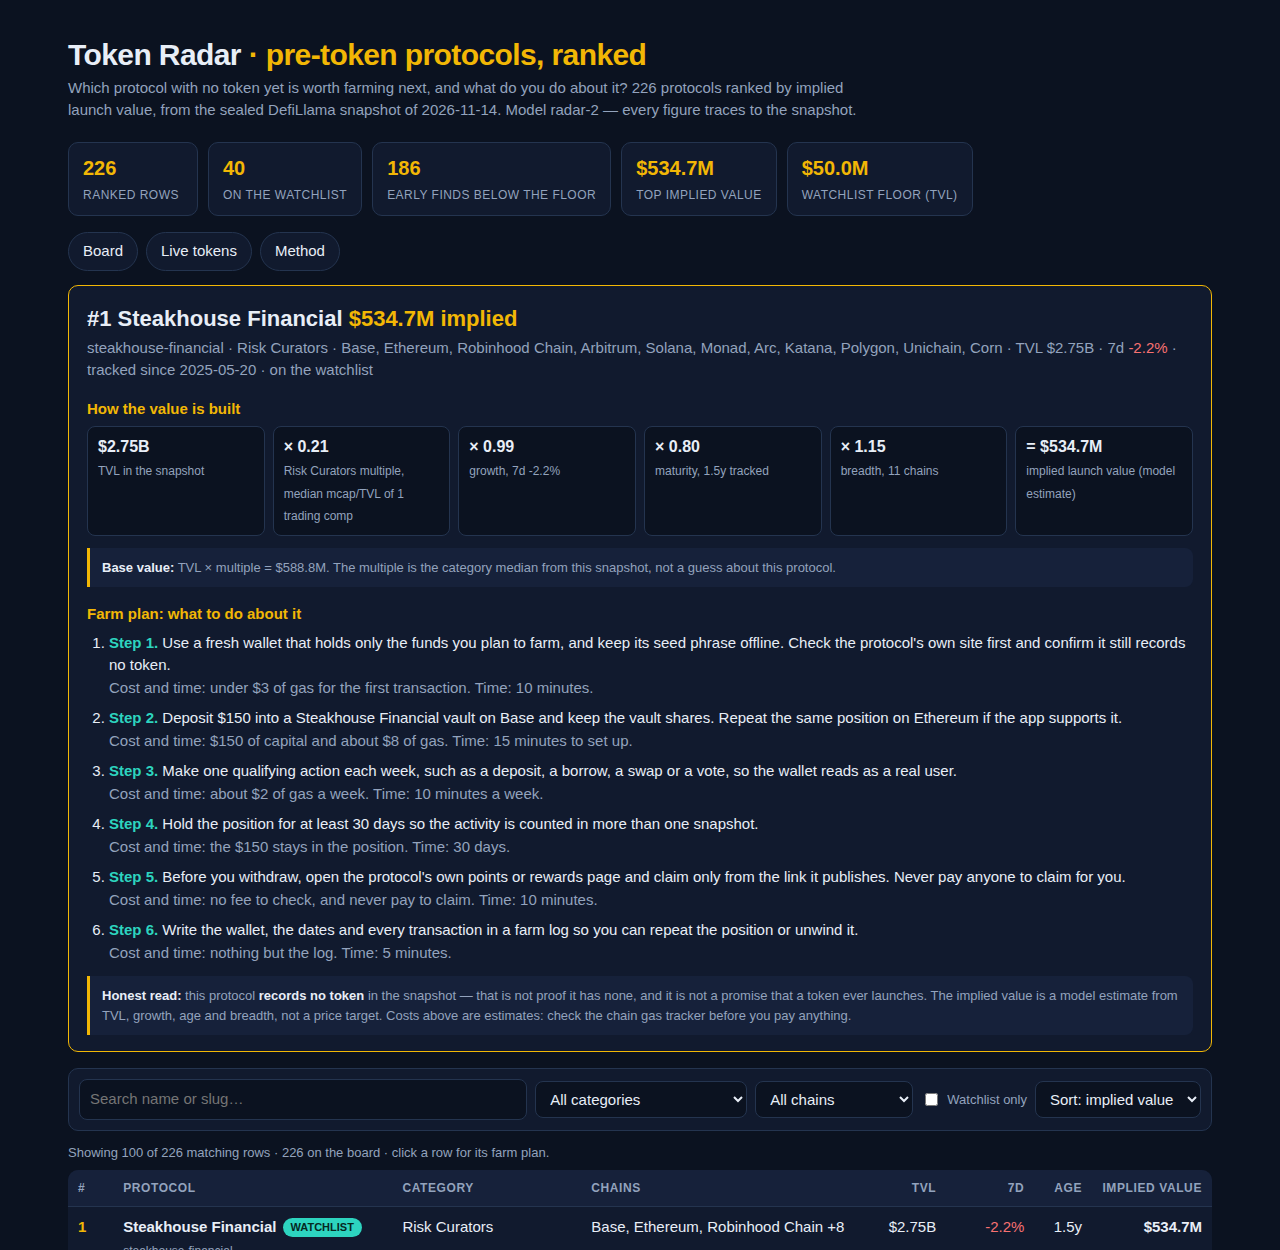 Token Radar · pre-token protocols, ranked
Which protocol with no token yet is worth farming next, and what do you do about it? 226 protocols ranked by implied
launch value, from the sealed DefiLlama snapshot of 2026-11-14. Model radar-2 — every figure traces to the snapshot.
226
RANKED ROWS
40
ON THE WATCHLIST
186
EARLY FINDS BELOW THE FLOOR
$534.7M
TOP IMPLIED VALUE
$50.0M
WATCHLIST FLOOR (TVL)
Board
Live tokens
Method
#1 Steakhouse Financial $534.7M implied
steakhouse-financial · Risk Curators · Base, Ethereum, Robinhood Chain, Arbitrum, Solana, Monad, Arc, Katana, Polygon, Unichain, Corn · TVL $2.75B · 7d -2.2% ·
tracked since 2025-05-20 · on the watchlist
How the value is built
$2.75B
TVL in the snapshot
× 0.21
Risk Curators multiple,
median mcap/TVL of 1
trading comp
× 0.99
growth, 7d -2.2%
× 0.80
maturity, 1.5y tracked
× 1.15
breadth, 11 chains
= $534.7M
implied launch value (model
estimate)
Base value: TVL × multiple = $588.8M. The multiple is the category median from this snapshot, not a guess about this protocol.
Farm plan: what to do about it
1. Step 1. Use a fresh wallet that holds only the funds you plan to farm, and keep its seed phrase offline. Check the protocol's own site first and confirm it still records
no token.
Cost and time: under $3 of gas for the first transaction. Time: 10 minutes.
2. Step 2. Deposit $150 into a Steakhouse Financial vault on Base and keep the vault shares. Repeat the same position on Ethereum if the app supports it.
Cost and time: $150 of capital and about $8 of gas. Time: 15 minutes to set up.
3. Step 3. Make one qualifying action each week, such as a deposit, a borrow, a swap or a vote, so the wallet reads as a real user.
Cost and time: about $2 of gas a week. Time: 10 minutes a week.
4. Step 4. Hold the position for at least 30 days so the activity is counted in more than one snapshot.
Cost and time: the $150 stays in the position. Time: 30 days.
5. Step 5. Before you withdraw, open the protocol's own points or rewards page and claim only from the link it publishes. Never pay anyone to claim for you.
Cost and time: no fee to check, and never pay to claim. Time: 10 minutes.
6. Step 6. Write the wallet, the dates and every transaction in a farm log so you can repeat the position or unwind it.
Cost and time: nothing but the log. Time: 5 minutes.
Honest read: this protocol records no token in the snapshot — that is not proof it has none, and it is not a promise that a token ever launches. The implied value is a model estimate from
TVL, growth, age and breadth, not a price target. Costs above are estimates: check the chain gas tracker before you pay anything.
Search name or slug…
All categories
All chains
Watchlist only
Sort: implied value
Showing 100 of 226 matching rows · 226 on the board · click a row for its farm plan.
# PROTOCOL CATEGORY CHAINS TVL 7D AGE IMPLIED VALUE
1 Steakhouse Financial WATCHLIST Risk Curators Base, Ethereum, Robinhood Chain +8 $2.75B -2.2% 1.5y $534.7M
steakhouse-financial